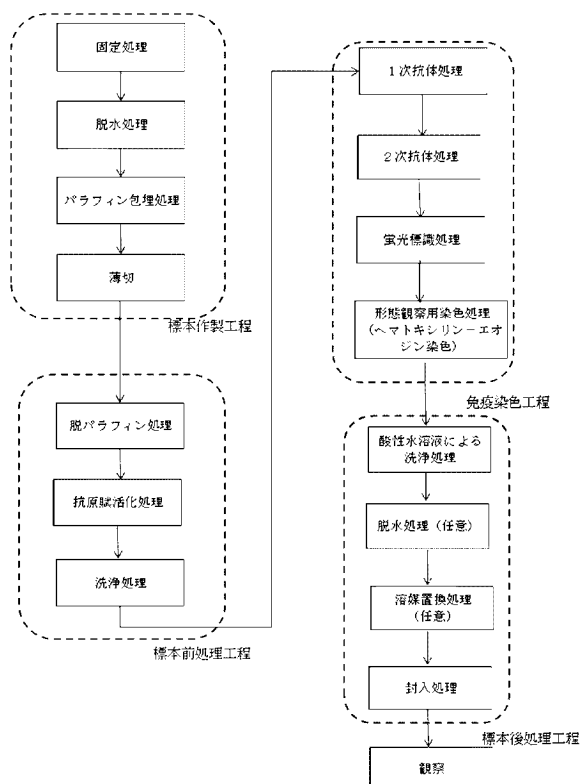 固定処理
脱水処理
パラフィン包埋処理
薄切
標本作製工程
脱パラフィン処理
抗原賦活化処理
洗浄処理
標本前処理工程
1次抗体処理
2次抗体処理
蛍光標識処理
形態観察用染色処理
(ヘマトキシリン－エオ
ジン染色)
免疫染色工程
酸性水溶液による
洗浄処理
脱水処理(任意)
溶媒置換処理
(任意)
封入処理
標本後処理工程
観察